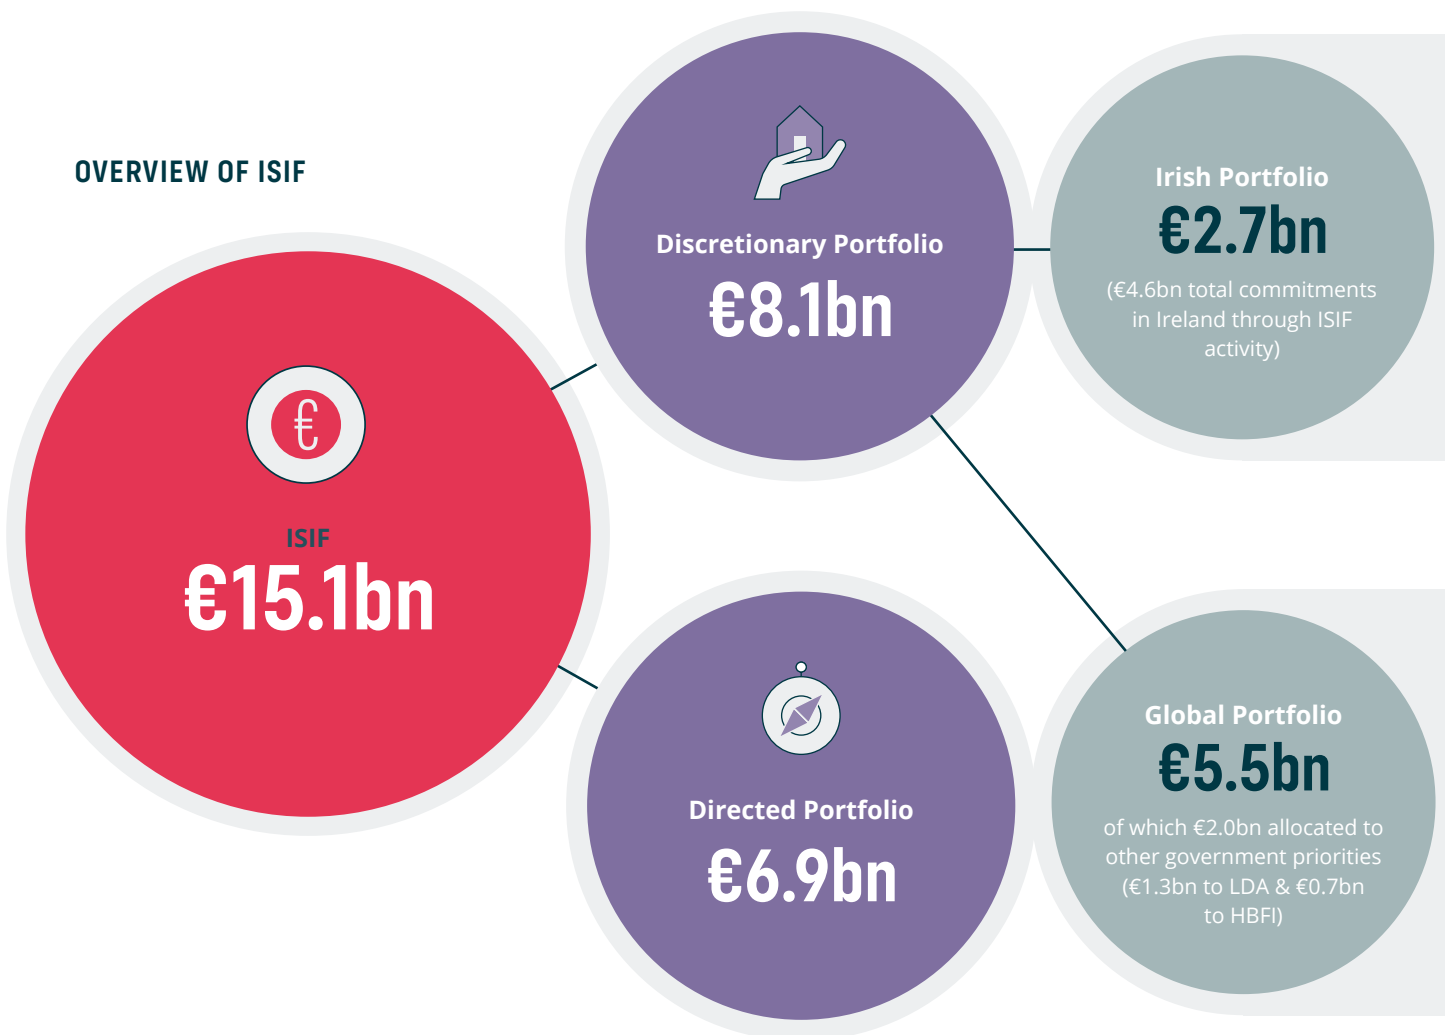 OVERVIEW OF ISIF
€
ISIF
€15.1bn
Discretionary Portfolio
€8.1bn
Directed Portfolio
€6.9bn
Irish Portfolio
€2.7bn
(€4.6bn total commitments
in Ireland through ISIF
activity)
Global Portfolio
€5.5bn
of which €2.0bn allocated to
other government priorities
(€1.3bn to LDA & €0.7bn
to HBFI)